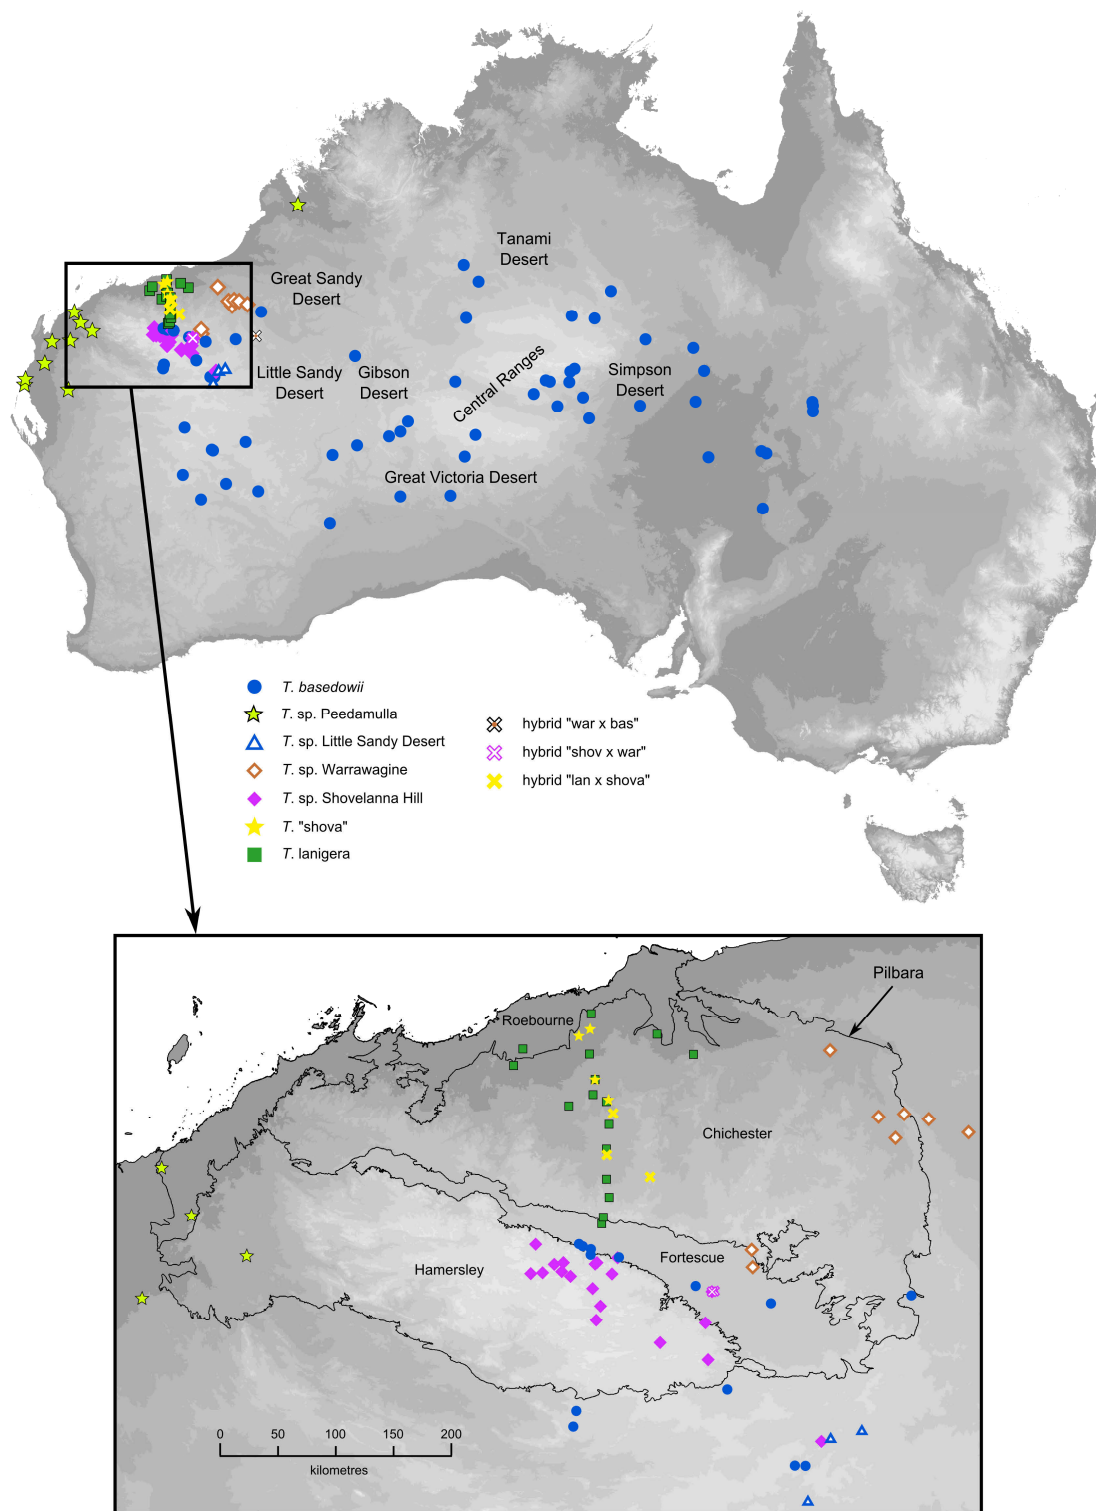 Tanami
Desert
Great Sandy
Desert
Little Sandy
Desert
Gibson
Desert
Central Ranges
Simpson
Desert
Great Victoria Desert
T. basedowii
T. sp. Peedamulla
T. sp. Little Sandy Desert
T. sp. Warrawagine
T. sp. Shovelanna Hill
T. "shova"
T. lanigera
hybrid "war x bas"
hybrid "shov x war"
hybrid "lan x shova"
Pilbara
Roebourne
Chichester
Fortescue
Hamersley
0 50 100 150 200
kilometres